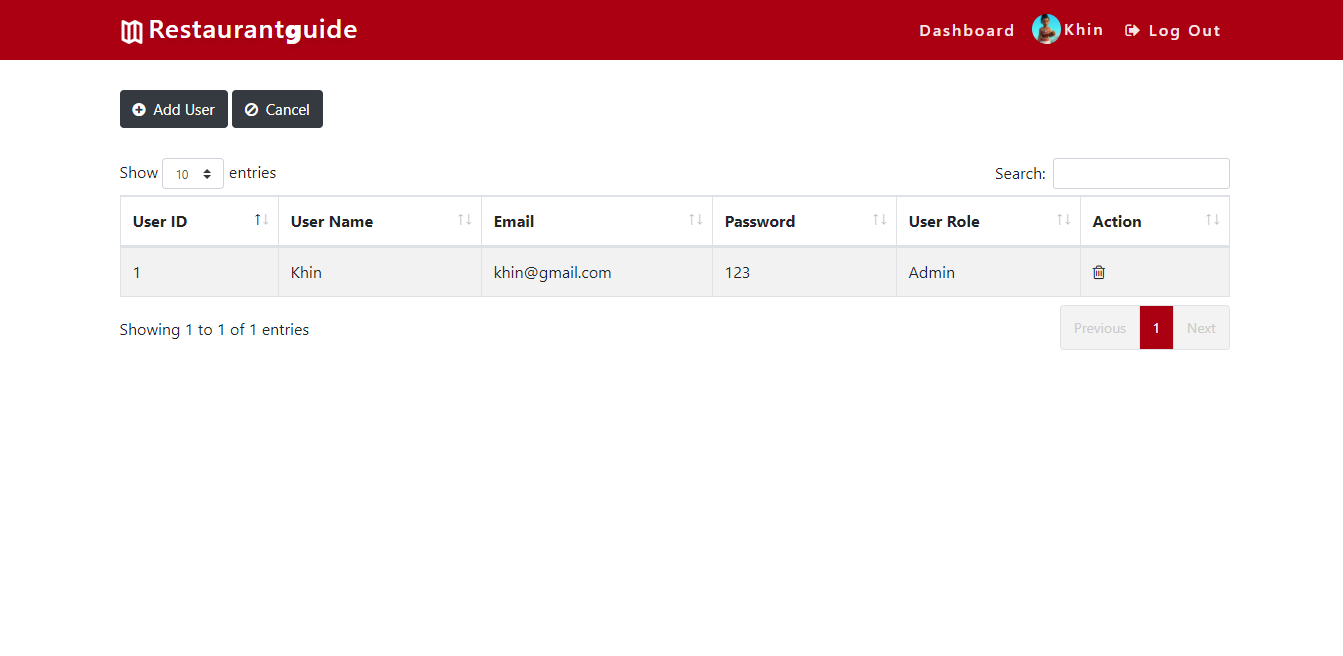 Restaurantguide Dashboard Khin Log Out
Add User Cancel
Show 10 entries Search:
User ID User Name Email Password User Role Action
1 Khin khin@gmail.com 123 Admin
Showing 1 to 1 of 1 entries Previous 1 Next